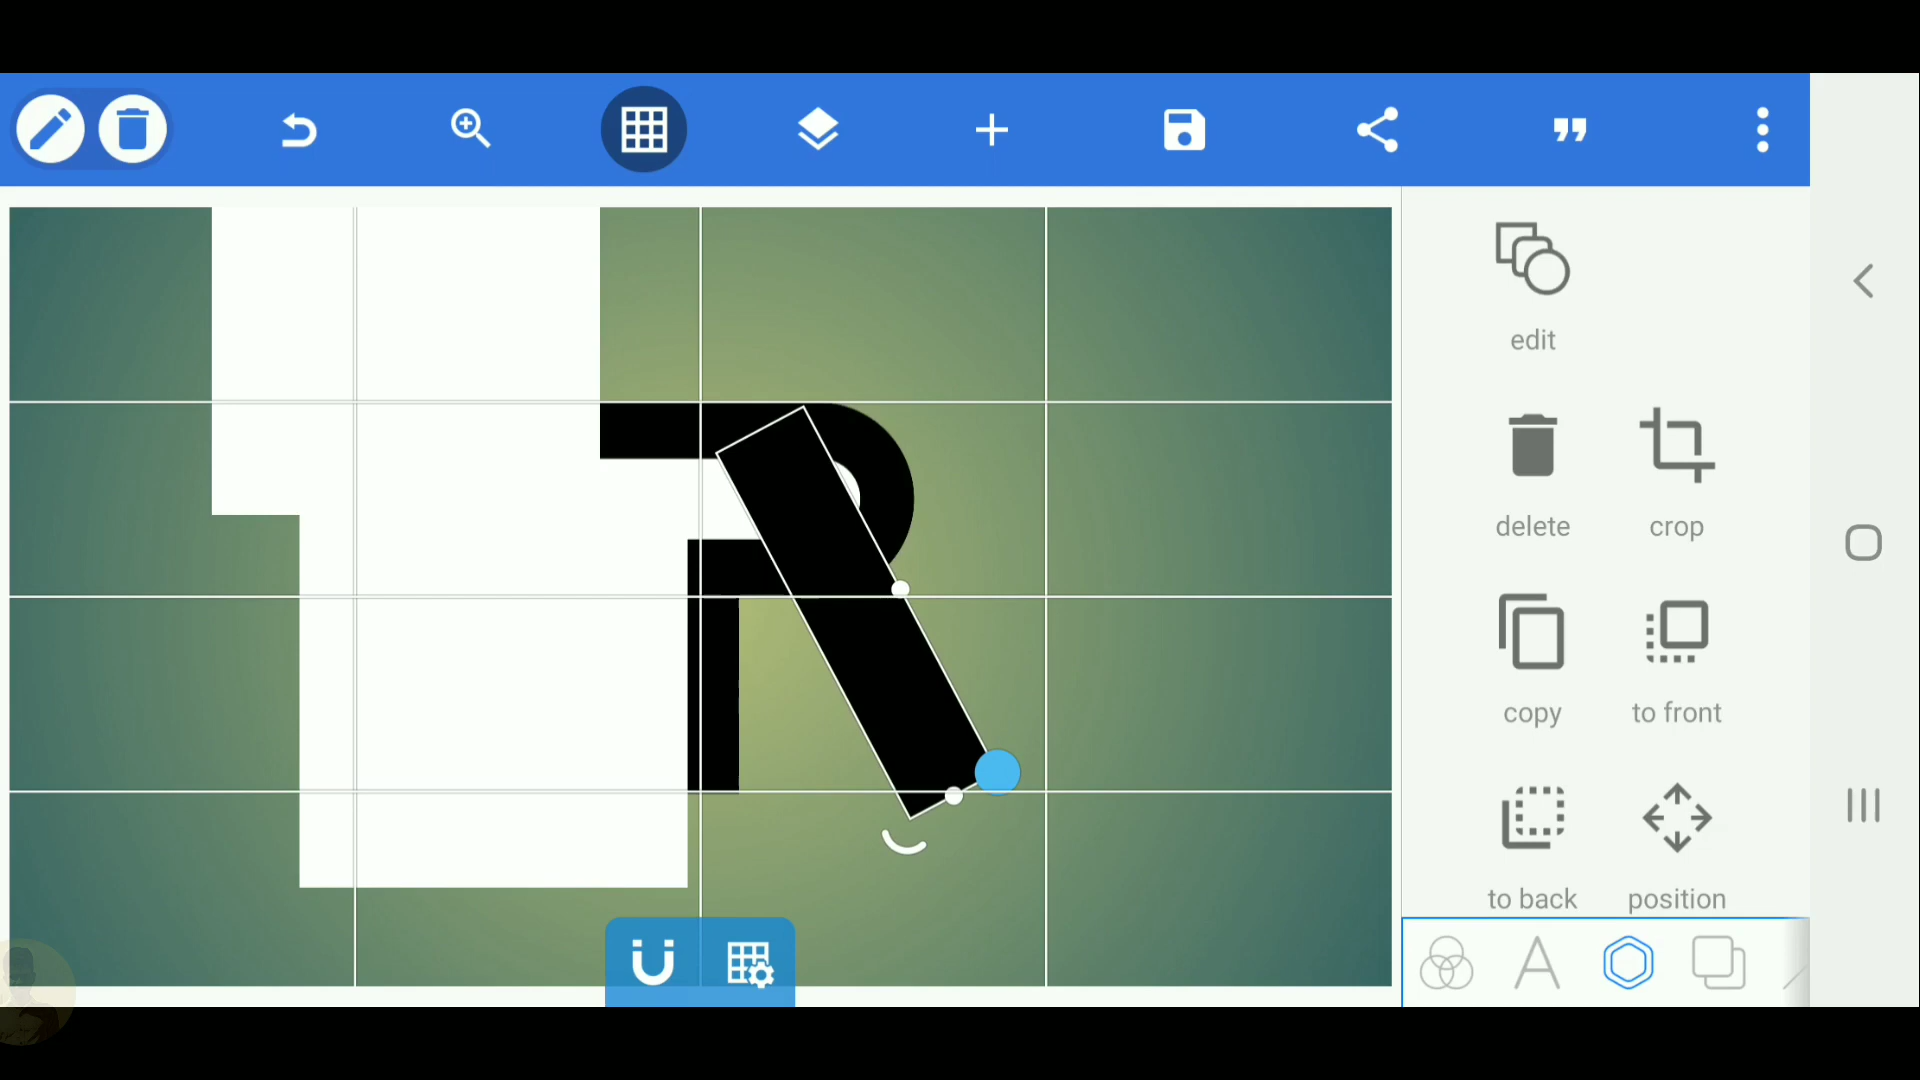 edit
delete
crop
copy
to front
to back
position